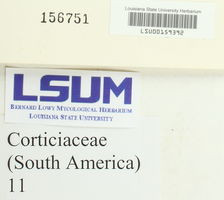 156751
Louisiana State University Herbarium
LSU00159392
LSUM
BERNARD LOWY MYCOLOGICAL HERBARIUM
LOUISIANA STATE UNIVERSITY
Corticiaceae
(South America)
11